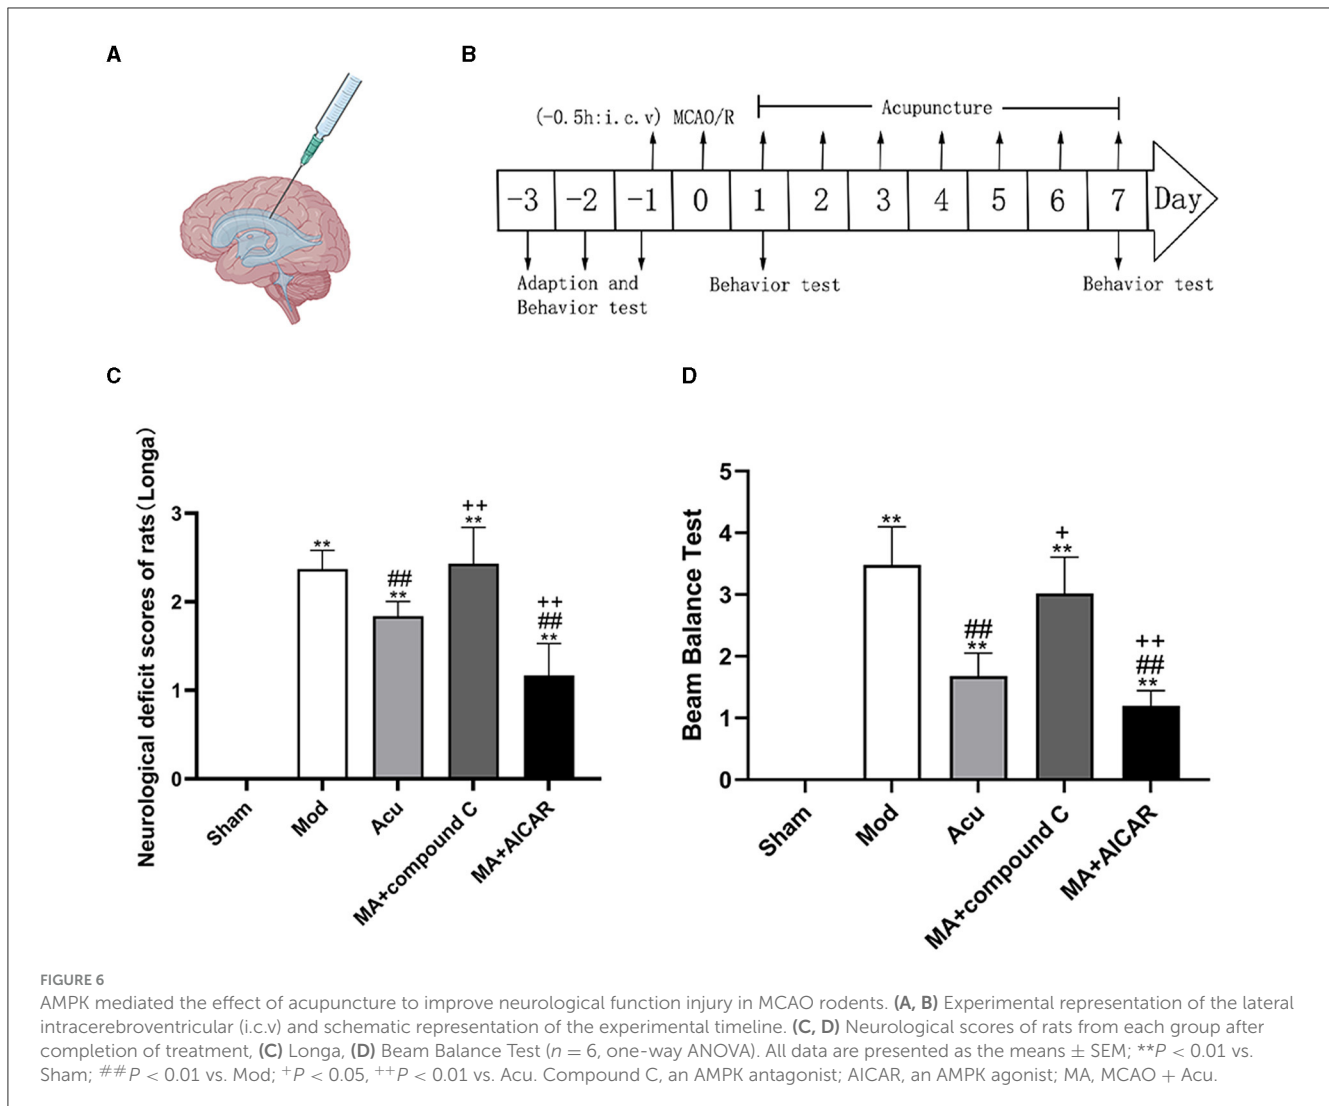 A
B
(-0.5h:i.c.v) MCAO/R
Acupuncture
-3 -2 -1 0 1 2 3 4 5 6 7 Day
Adaption and
Behavior test
Behavior test
Behavior test
C
Neurological deficit scores of rats(Longa)
3
2
1
0
**
##
**
++
**
++
##
**
Sham
Mod
Acu
MA+compound C
MA+AICAR
D
Beam Balance Test
5
4
3
2
1
0
**
##
**
+
**
++
##
**
Sham
Mod
Acu
MA+compound C
MA+AICAR
FIGURE 6
AMPK mediated the effect of acupuncture to improve neurological function injury in MCAO rodents. (A, B) Experimental representation of the lateral
intracerebroventricular (i.c.v) and schematic representation of the experimental timeline. (C, D) Neurological scores of rats from each group after
completion of treatment, (C) Longa, (D) Beam Balance Test (n = 6, one-way ANOVA). All data are presented as the means ± SEM; **P < 0.01 vs.
Sham; ##P < 0.01 vs. Mod; +P < 0.05, ++P < 0.01 vs. Acu. Compound C, an AMPK antagonist; AICAR, an AMPK agonist; MA, MCAO + Acu.